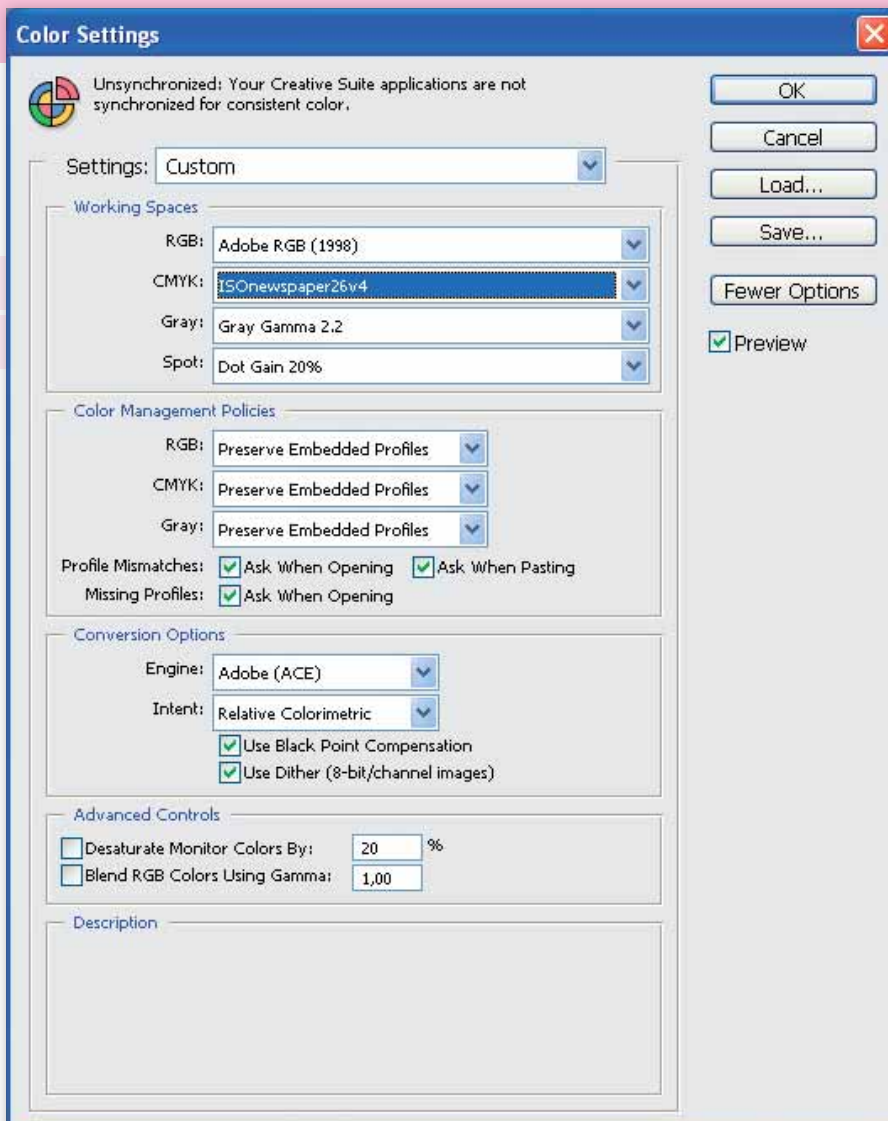 Color Settings
Unsynchronized: Your Creative Suite applications are not
synchronized for consistent color.
Settings: Custom
Working Spaces
RGB: Adobe RGB (1998)
CMYK: ISOnewspaper26v4
Gray: Gray Gamma 2.2
Spot: Dot Gain 20%
Color Management Policies
RGB: Preserve Embedded Profiles
CMYK: Preserve Embedded Profiles
Gray: Preserve Embedded Profiles
Profile Mismatches: Ask When Opening Ask When Pasting
Missing Profiles: Ask When Opening
Conversion Options
Engine: Adobe (ACE)
Intent: Relative Colorimetric
Use Black Point Compensation
Use Dither (8-bit/channel images)
Advanced Controls
Desaturate Monitor Colors By: 20 %
Blend RGB Colors Using Gamma: 1,00
Description
OK
Cancel
Load...
Save...
Fewer Options
Preview